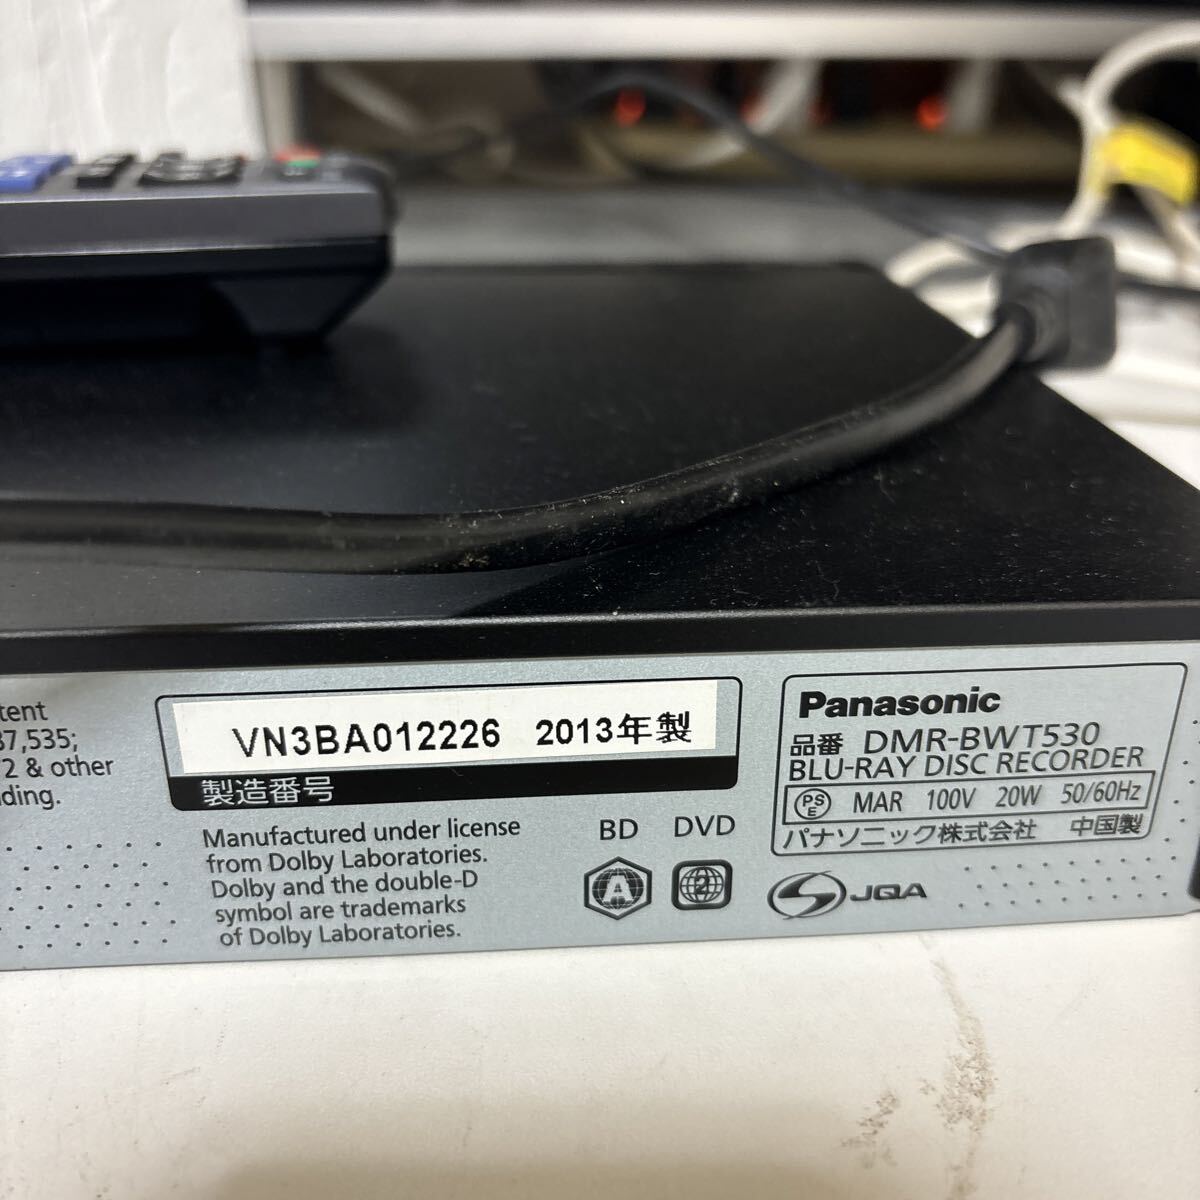 tent
37,535;
2 & other
ding.
VN3BA012226 2013年製
製造番号
Manufactured under license
from Dolby Laboratories.
Dolby and the double-D
symbol are trademarks
of Dolby Laboratories.
BD DVD
A 2
Panasonic
品番 DMR-BWT530
BLU-RAY DISC RECORDER
PS
E MAR 100V 20W 50/60Hz
パナソニック株式会社 中国製
JQA